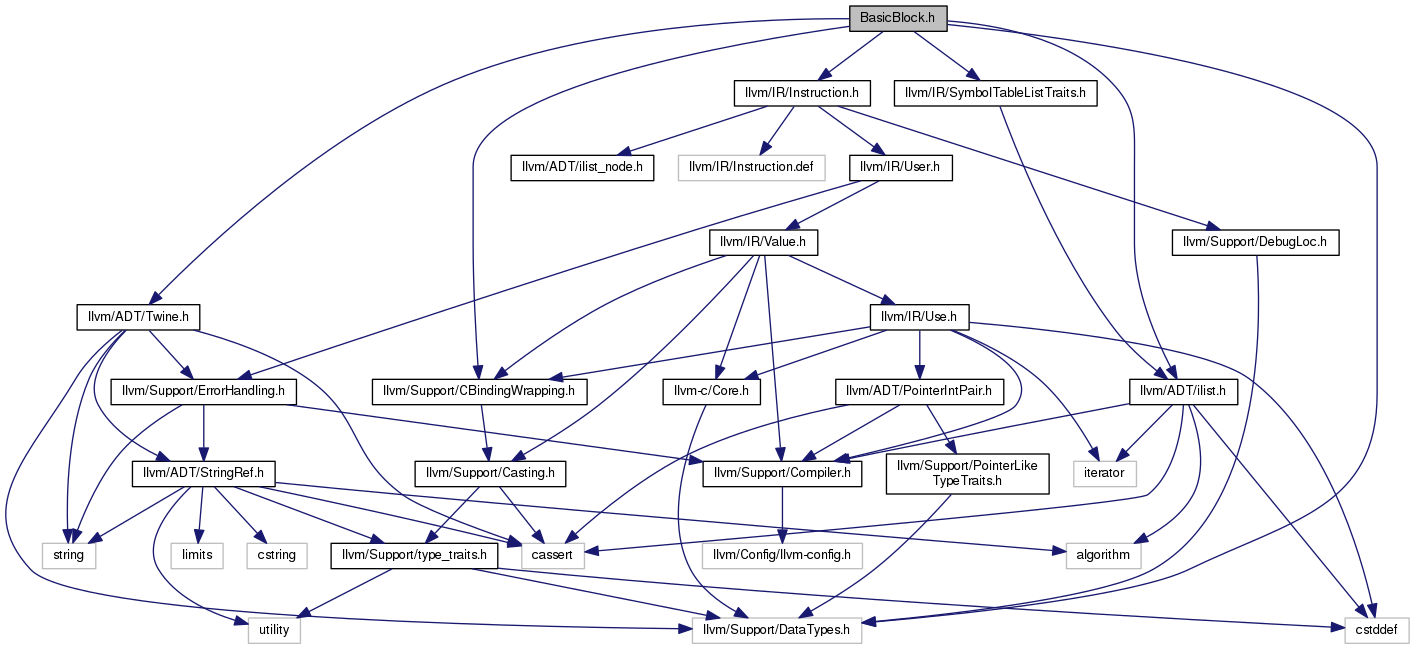 BasicBlock.h
llvm/IR/Instruction.h
llvm/IR/SymbolTableListTraits.h
llvm/ADT/ilist_node.h
llvm/IR/Instruction.def
llvm/IR/User.h
llvm/IR/Value.h
llvm/Support/DebugLoc.h
llvm/ADT/Twine.h
llvm/IR/Use.h
llvm/Support/ErrorHandling.h
llvm/Support/CBindingWrapping.h
llvm-c/Core.h
llvm/ADT/PointerIntPair.h
llvm/ADT/ilist.h
llvm/ADT/StringRef.h
llvm/Support/Casting.h
llvm/Support/Compiler.h
llvm/Support/PointerLike
TypeTraits.h
iterator
string
limits
cstring
llvm/Support/type_traits.h
cassert
llvm/Config/llvm-config.h
algorithm
utility
llvm/Support/DataTypes.h
cstddef